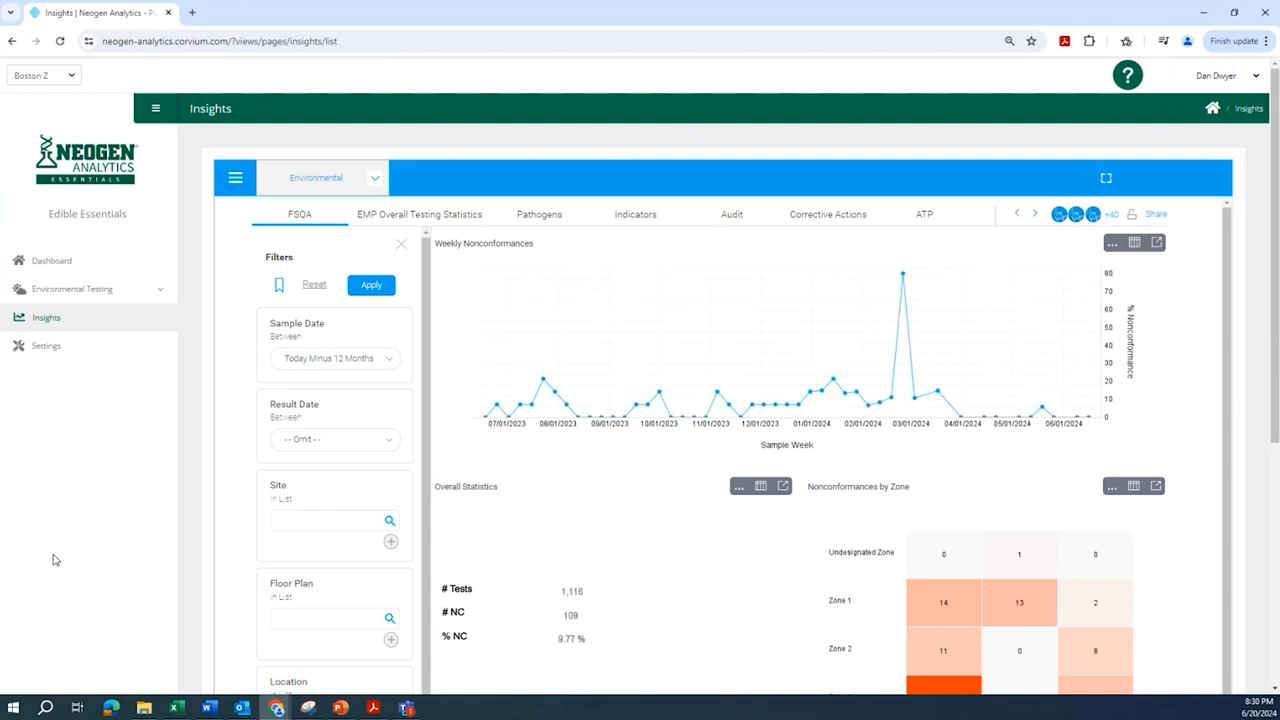 Insights | Neogen Analytics - Pl
Finish update
neogen-analytics.corvium.com/?views/pages/insights/list
Boston Z
?
Dan Dwyer
Insights
/ Insights
NEOGEN
ANALYTICS
ESSENTIALS
Edible Essentials
Dashboard
Environmental Testing
Insights
Settings
Environmental
FSQA
EMP Overall Testing Statistics
Pathogens
Indicators
Audit
Corrective Actions
ATP
+40
Share
Filters
Reset
Apply
Sample Date
Between
Today Minus 12 Months
Result Date
Between
- - Omit - -
Site
In List
Floor Plan
In List
Location
Weekly Nonconformances
80
70
60
50
40
30
20
10
0
% Nonconformance
07/01/2023
08/01/2023
09/01/2023
10/01/2023
11/01/2023
12/01/2023
01/01/2024
02/01/2024
03/01/2024
04/01/2024
05/01/2024
06/01/2024
Sample Week
Overall Statistics
# Tests 1,116
# NC 109
% NC 9.77 %
Nonconformances by Zone
Undesignated Zone 0 1 0
Zone 1 14 13 2
Zone 2 11 0 8
8:30 PM
6/20/2024